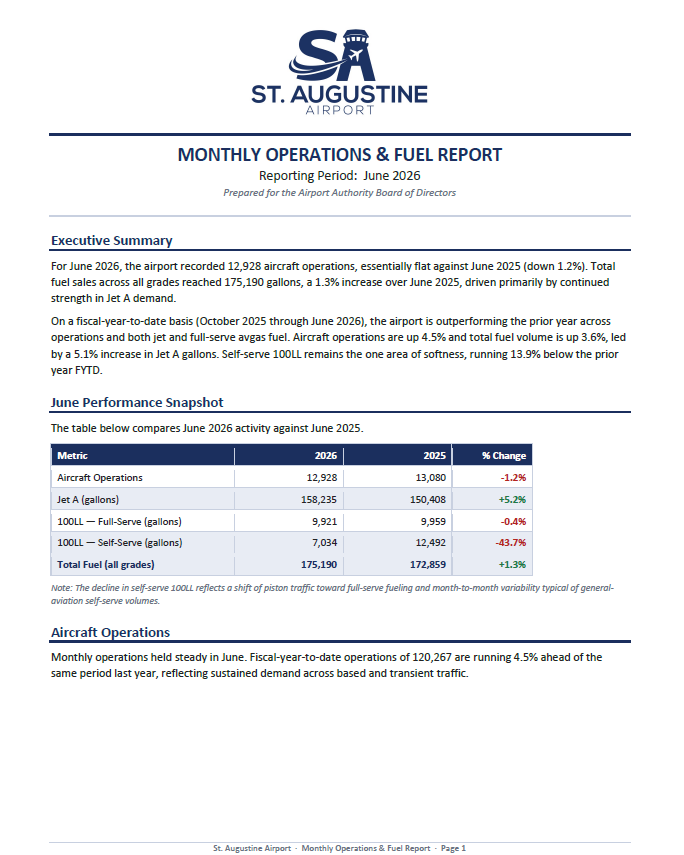 SA
ST. AUGUSTINE
AIRPORT
MONTHLY OPERATIONS & FUEL REPORT
Reporting Period:  June 2026
Prepared for the Airport Authority Board of Directors
Executive Summary
For June 2026, the airport recorded 12,928 aircraft operations, essentially flat against June 2025 (down 1.2%). Total
fuel sales across all grades reached 175,190 gallons, a 1.3% increase over June 2025, driven primarily by continued
strength in Jet A demand.
On a fiscal-year-to-date basis (October 2025 through June 2026), the airport is outperforming the prior year across
operations and both jet and full-serve avgas fuel. Aircraft operations are up 4.5% and total fuel volume is up 3.6%, led
by a 5.1% increase in Jet A gallons. Self-serve 100LL remains the one area of softness, running 13.9% below the prior
year FYTD.
June Performance Snapshot
The table below compares June 2026 activity against June 2025.
Metric 2026 2025 % Change
Aircraft Operations 12,928 13,080 -1.2%
Jet A (gallons) 158,235 150,408 +5.2%
100LL — Full-Serve (gallons) 9,921 9,959 -0.4%
100LL — Self-Serve (gallons) 7,034 12,492 -43.7%
Total Fuel (all grades) 175,190 172,859 +1.3%
Note: The decline in self-serve 100LL reflects a shift of piston traffic toward full-serve fueling and month-to-month variability typical of general-
aviation self-serve volumes.
Aircraft Operations
Monthly operations held steady in June. Fiscal-year-to-date operations of 120,267 are running 4.5% ahead of the
same period last year, reflecting sustained demand across based and transient traffic.
St. Augustine Airport · Monthly Operations & Fuel Report · Page 1